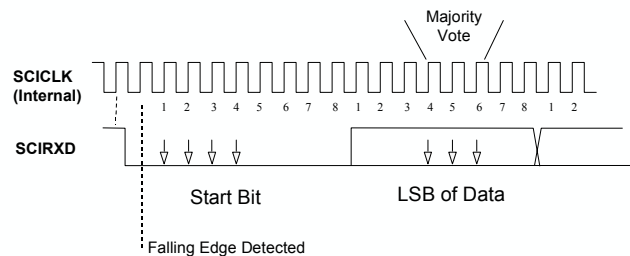 Majority
Vote
SCICLK
(Internal)
1 2 3 4 5 6 7 8 1 2 3 4 5 6 7 8 1 2
SCIRXD
Start Bit LSB of Data
Falling Edge Detected